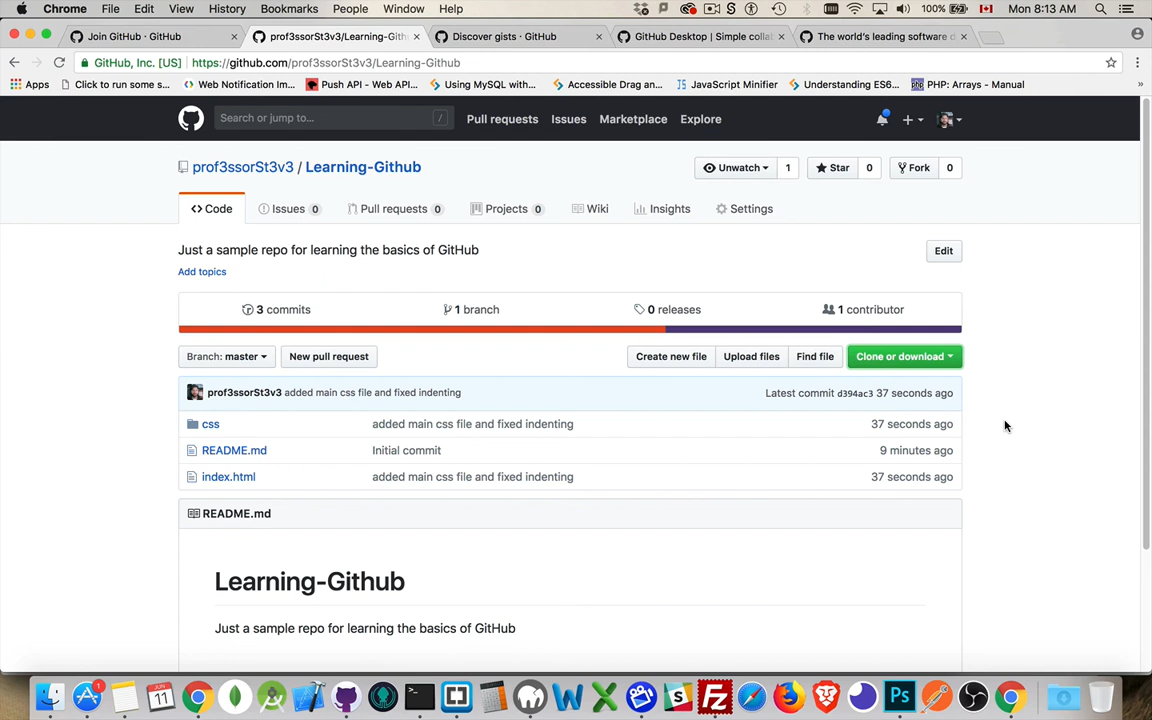 Chrome File Edit View History Bookmarks People Window Help 100% Mon 8:13 AM
Join GitHub · GitHub
prof3ssorSt3v3/Learning-Gith
Discover gists · GitHub
GitHub Desktop | Simple collab
The world's leading software d
GitHub, Inc. [US] https://github.com/prof3ssorSt3v3/Learning-Github
Apps Click to run some s... Web Notification Im... Push API - Web API... Using MySQL with... Accessible Drag an... JavaScript Minifier Understanding ES6... PHP: Arrays - Manual »
Search or jump to... / Pull requests Issues Marketplace Explore
prof3ssorSt3v3 / Learning-Github Unwatch 1 Star 0 Fork 0
Code Issues 0 Pull requests 0 Projects 0 Wiki Insights Settings
Just a sample repo for learning the basics of GitHub Edit
Add topics
3 commits 1 branch 0 releases 1 contributor
Branch: master New pull request Create new file Upload files Find file Clone or download
prof3ssorSt3v3 added main css file and fixed indenting Latest commit d394ac3 37 seconds ago
css added main css file and fixed indenting 37 seconds ago
README.md Initial commit 9 minutes ago
index.html added main css file and fixed indenting 37 seconds ago
README.md
Learning-Github
Just a sample repo for learning the basics of GitHub
JUN
11
Ps